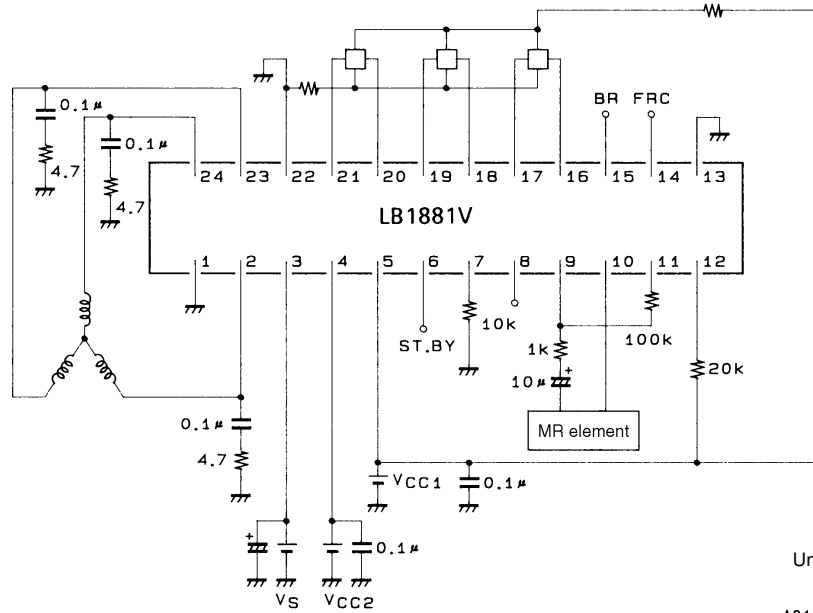 0.1μ
0.1μ
BR FRC
4.7
4.7
24 23 22 21 20 19 18 17 16 15 14 13
LB1881V
1 2 3 4 5 6 7 8 9 10 11 12
10k
ST.BY
1k
100k
10μ
+
20k
MR element
0.1μ
4.7
VCC1
0.1μ
+
0.1μ
VS
VCC2
Un